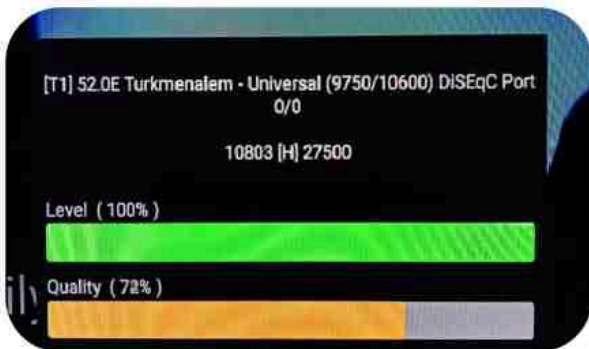 [T1] 52.0E Turkmenalem - Universal (9750/10600) DiSEqC Port
0/0
10803 [H] 27500
Level ( 100% )
Quality ( 72% )